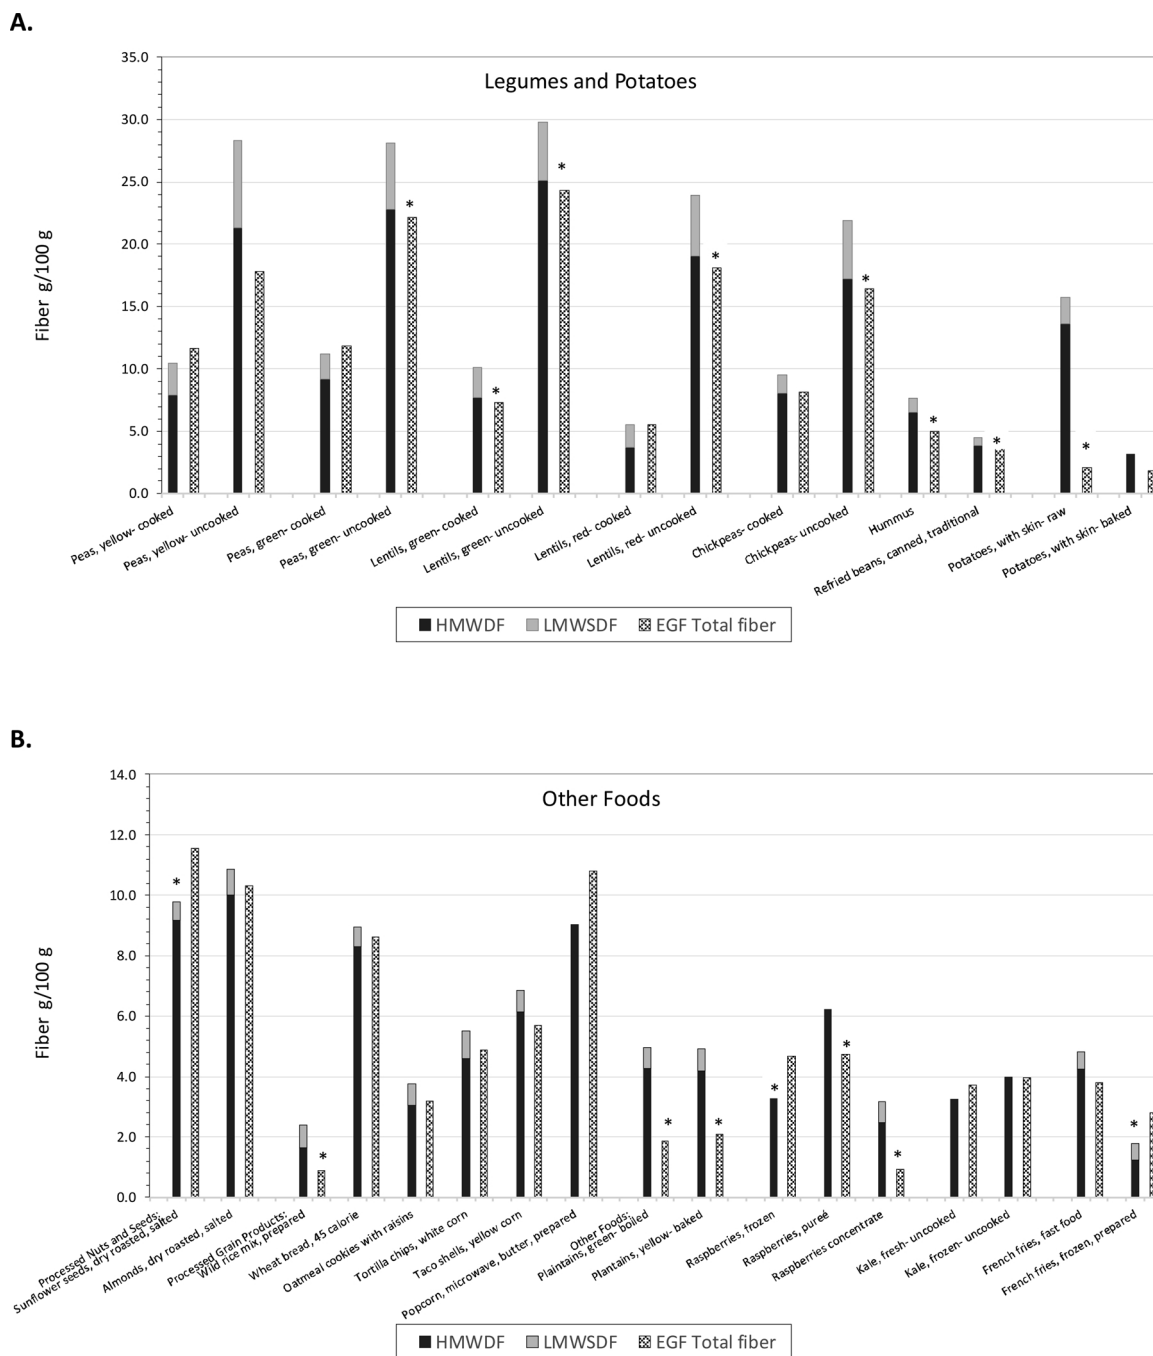 A.
Legumes and Potatoes
Fiber g/100 g
35.0
30.0
25.0
20.0
15.0
10.0
5.0
0.0
*
*
*
*
*
*
*
*
Peas, yellow- cooked
Peas, yellow- uncooked
Peas, green- cooked
Peas, green- uncooked
Lentils, green- cooked
Lentils, green- uncooked
Lentils, red- cooked
Lentils, red- uncooked
Chickpeas- cooked
Chickpeas- uncooked
Hummus
Refried beans, canned, traditional
Potatoes, with skin- raw
Potatoes, with skin- baked
HMWDF LMWSDF EGF Total fiber
B.
Other Foods
Fiber g/100 g
14.0
12.0
10.0
8.0
6.0
4.0
2.0
0.0
*
*
*
*
*
*
*
*
Processed Nuts and Seeds:
Sunflower seeds, dry roasted, salted
Almonds, dry roasted, salted
Processed Grain Products:
Wild rice mix, prepared
Wheat bread, 45 calorie
Oatmeal cookies with raisins
Tortilla chips, white corn
Taco shells, yellow corn
Popcorn, microwave, butter, prepared
Other Foods:
Plaintains, green- boiled
Plantains, yellow- baked
Raspberries, frozen
Raspberries, pureé
Raspberries concentrate
Kale, fresh- uncooked
Kale, frozen- uncooked
French fries, fast food
French fries, frozen, prepared
HMWDF LMWSDF EGF Total fiber